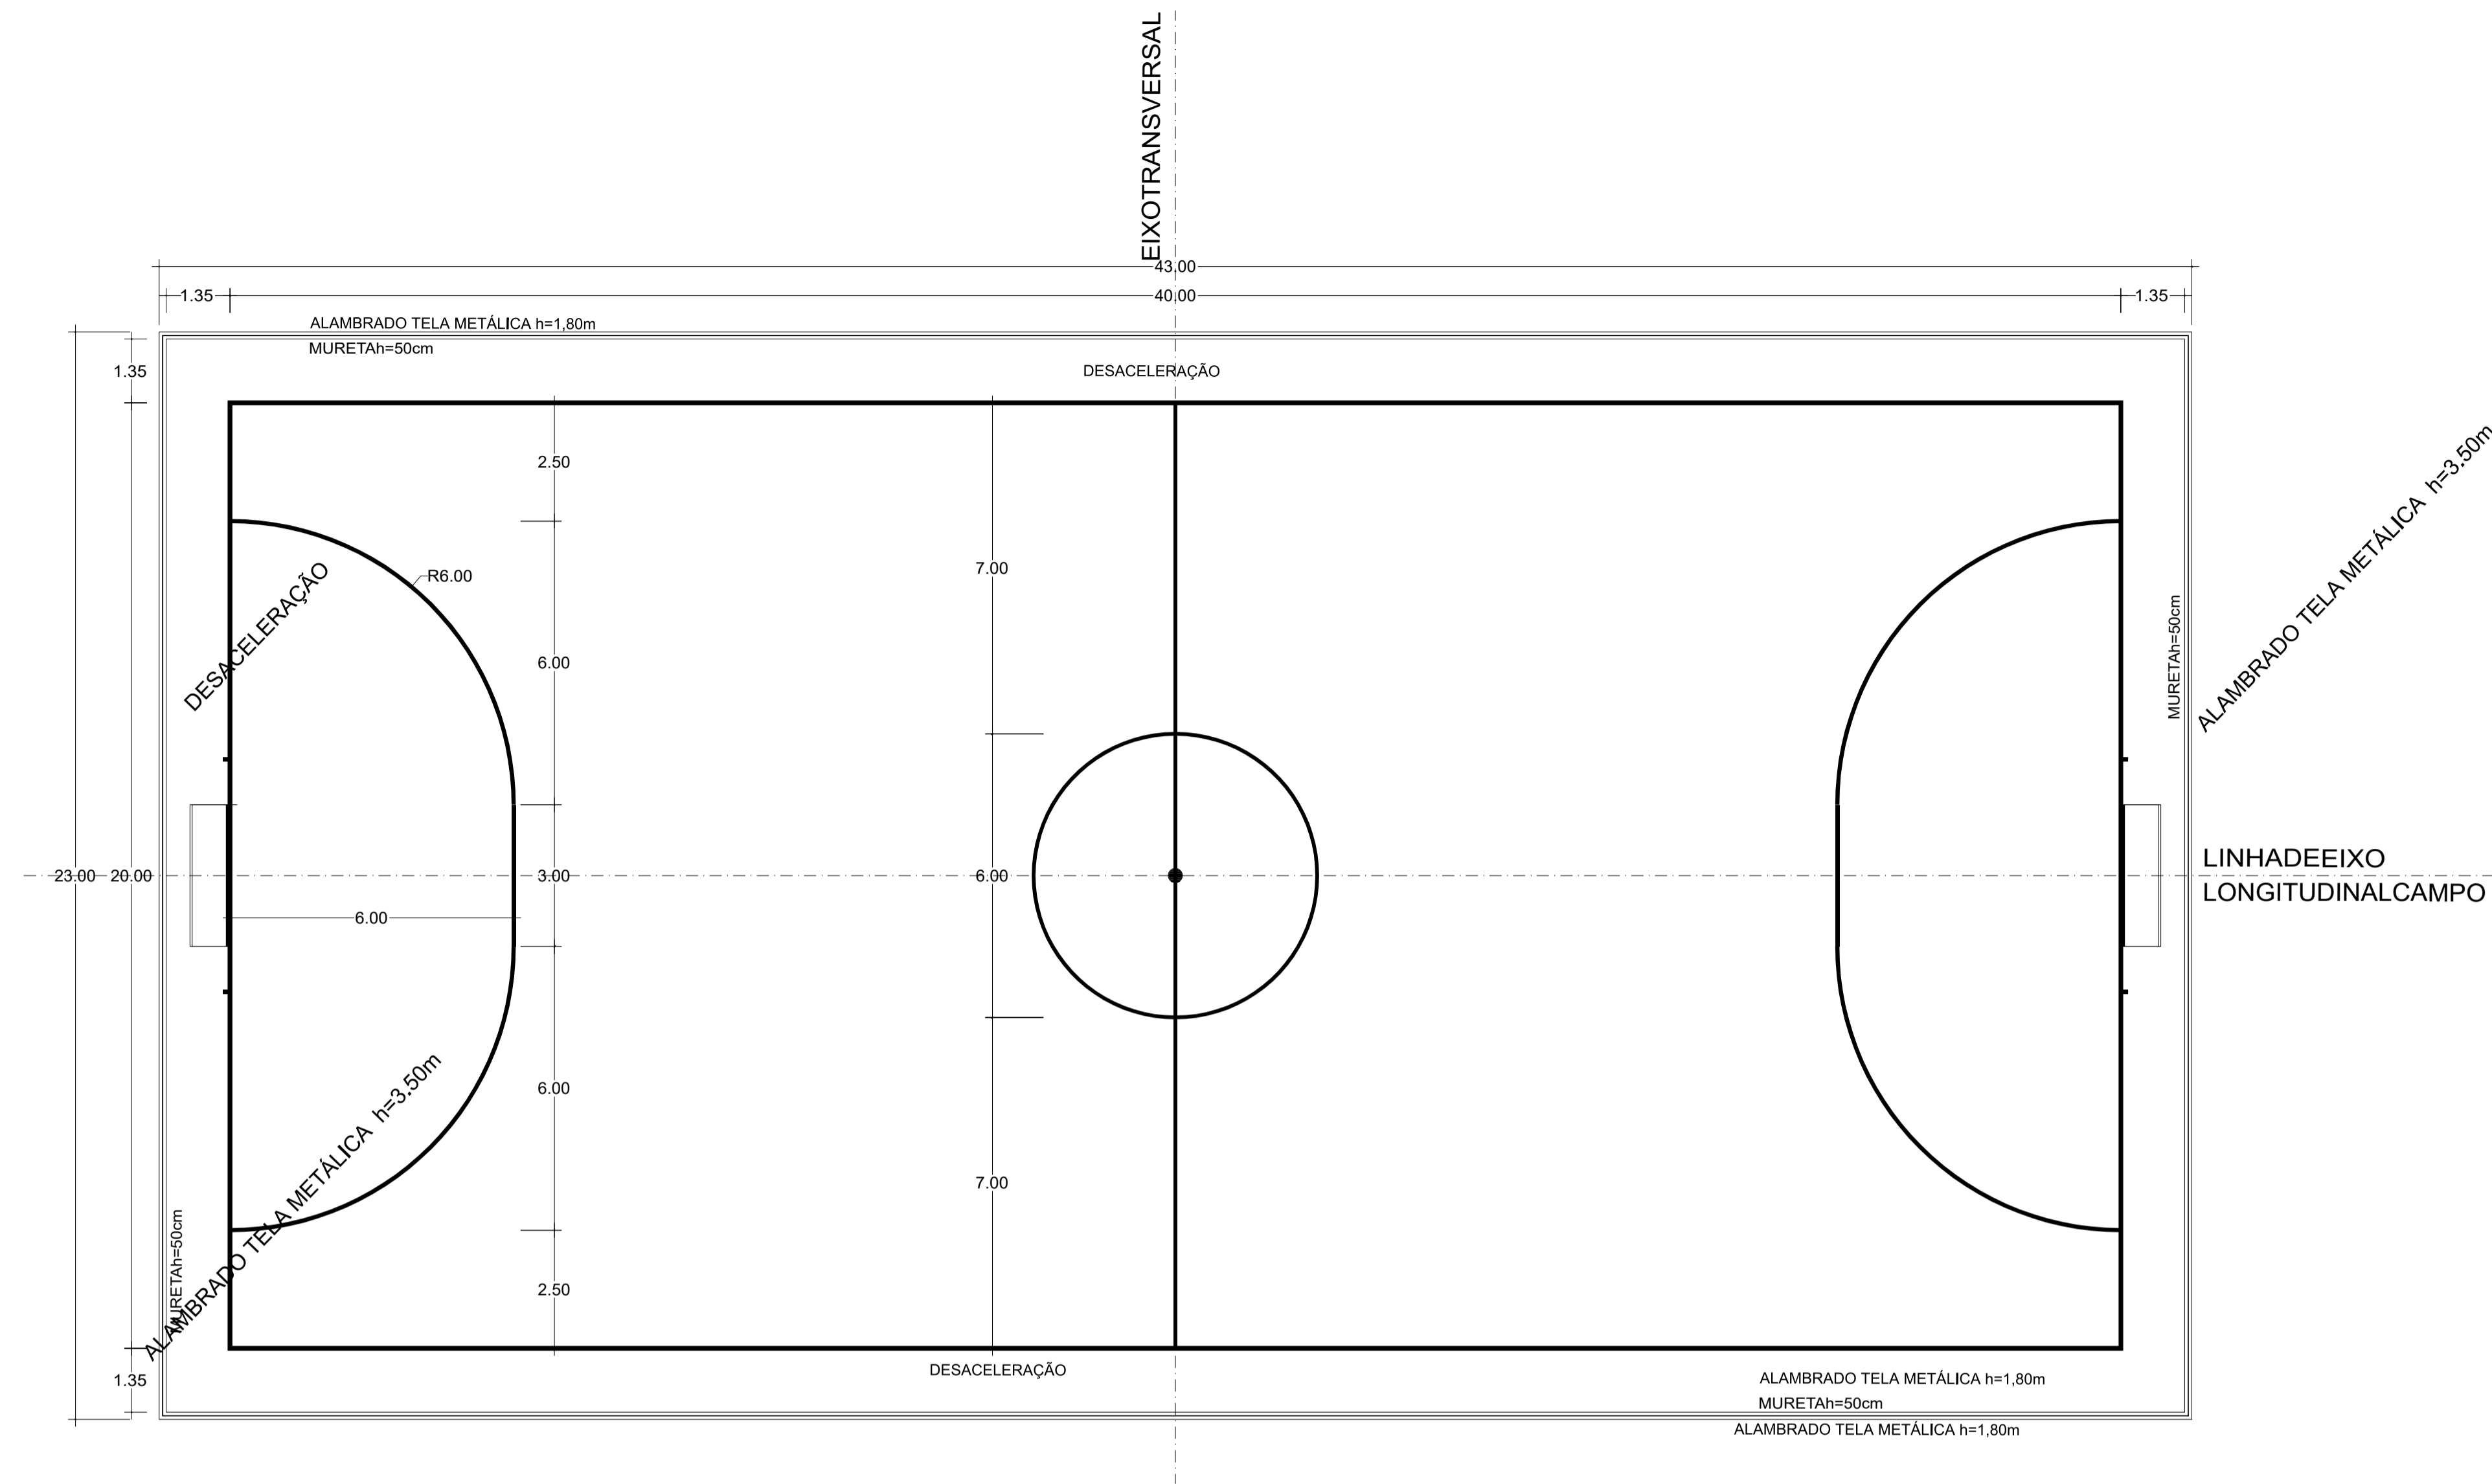 EIXOTRANSVERSAL
43.00
1.35
40.00
1.35
ALAMBRADO TELA METÁLICA h=1,80m
MURETAh=50cm
1.35
DESACELERAÇÃO
2.50
7.00
R6.00
DESACELERAÇÃO
6.00
ALAMBRADO TELA METÁLICA h=3.50m
MURETAh=50cm
23.00
20.00
3.00
6.00
6.00
LINHADEEIXO
LONGITUDINALCAMPO
6.00
7.00
ALAMBRADO TELA METÁLICA h=3.50m
MURETAh=50cm
2.50
1.35
DESACELERAÇÃO
ALAMBRADO TELA METÁLICA h=1,80m
MURETAh=50cm
ALAMBRADO TELA METÁLICA h=1,80m